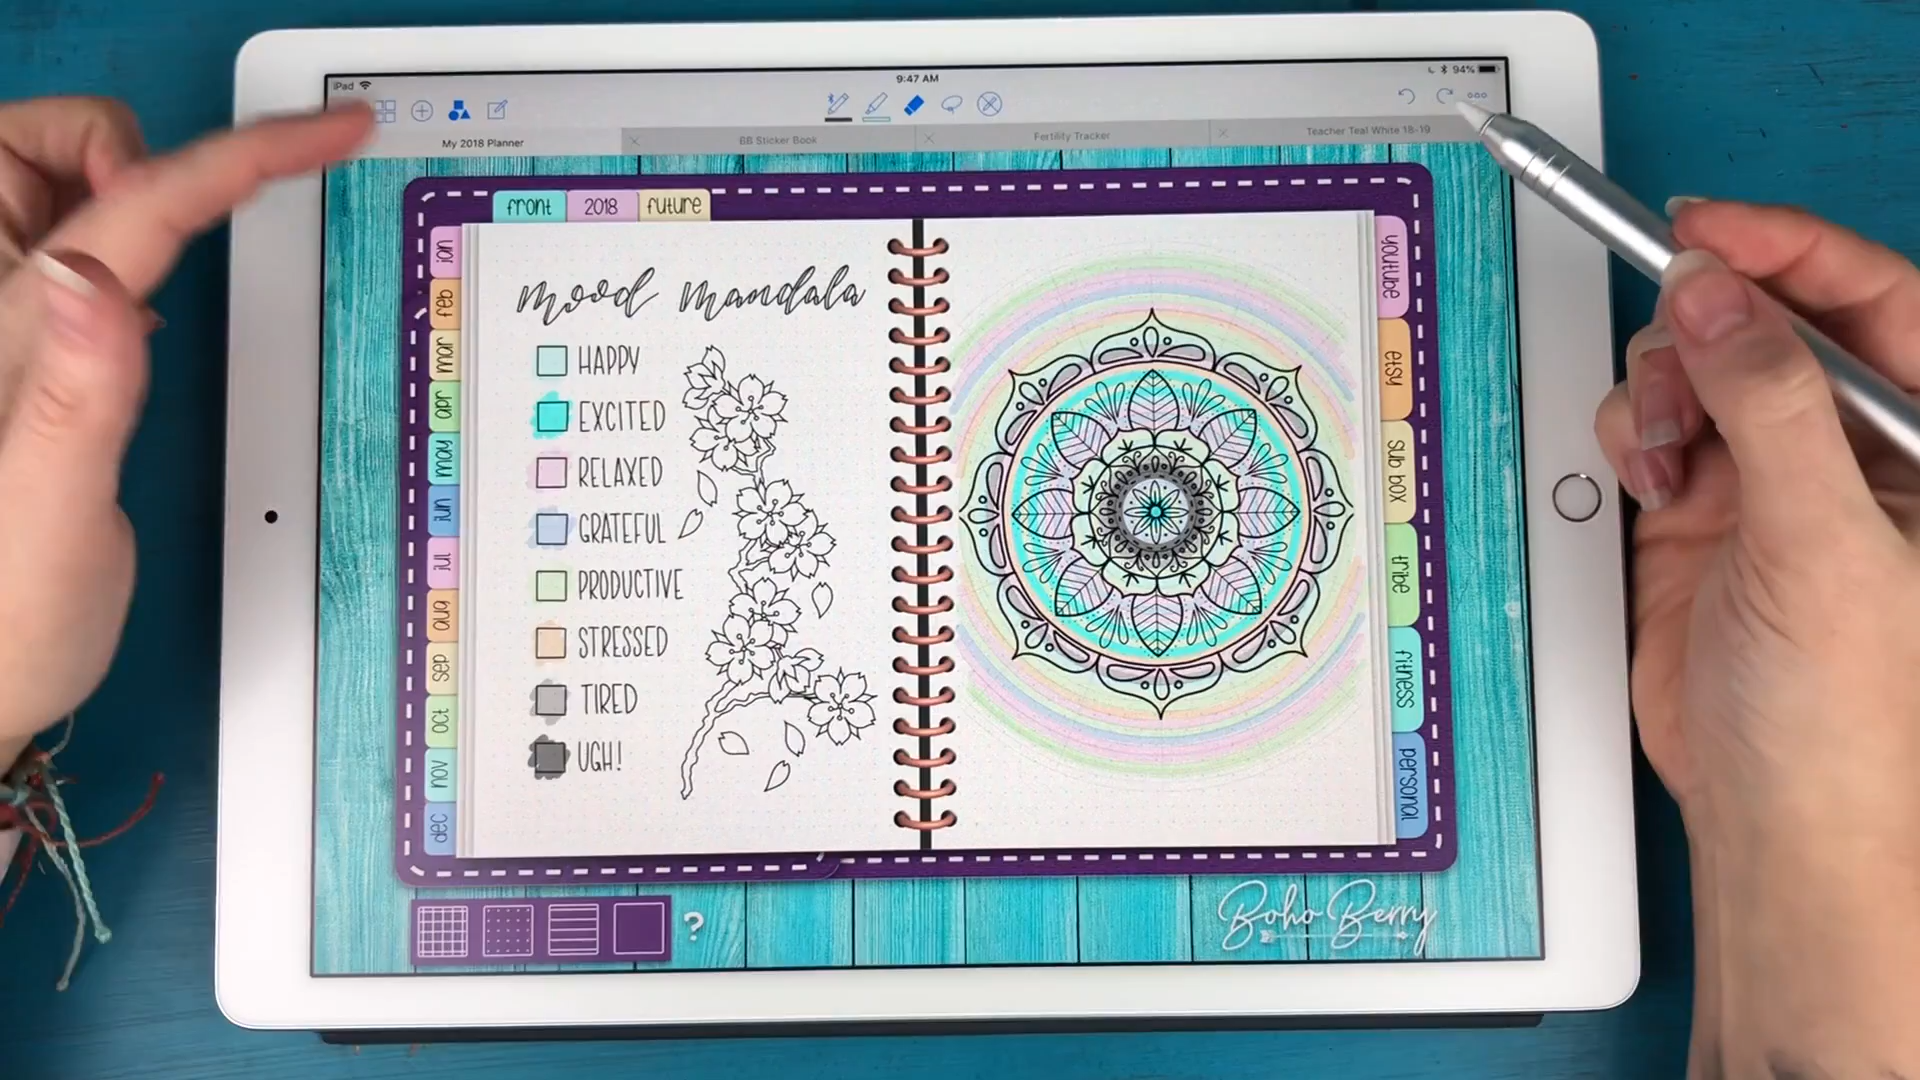 iPad
9:47 AM
94%
My 2018 Planner
BB Sticker Book
Fertility Tracker
Teacher Teal White 18-19
front
2018
future
jan
feb
mar
apr
may
jun
jul
aug
sep
oct
nov
dec
mood mandala
HAPPY
EXCITED
RELAXED
GRATEFUL
PRODUCTIVE
STRESSED
TIRED
UGH!
youtube
etsy
sub box
tribe
fitness
personal
?
Boho Berry